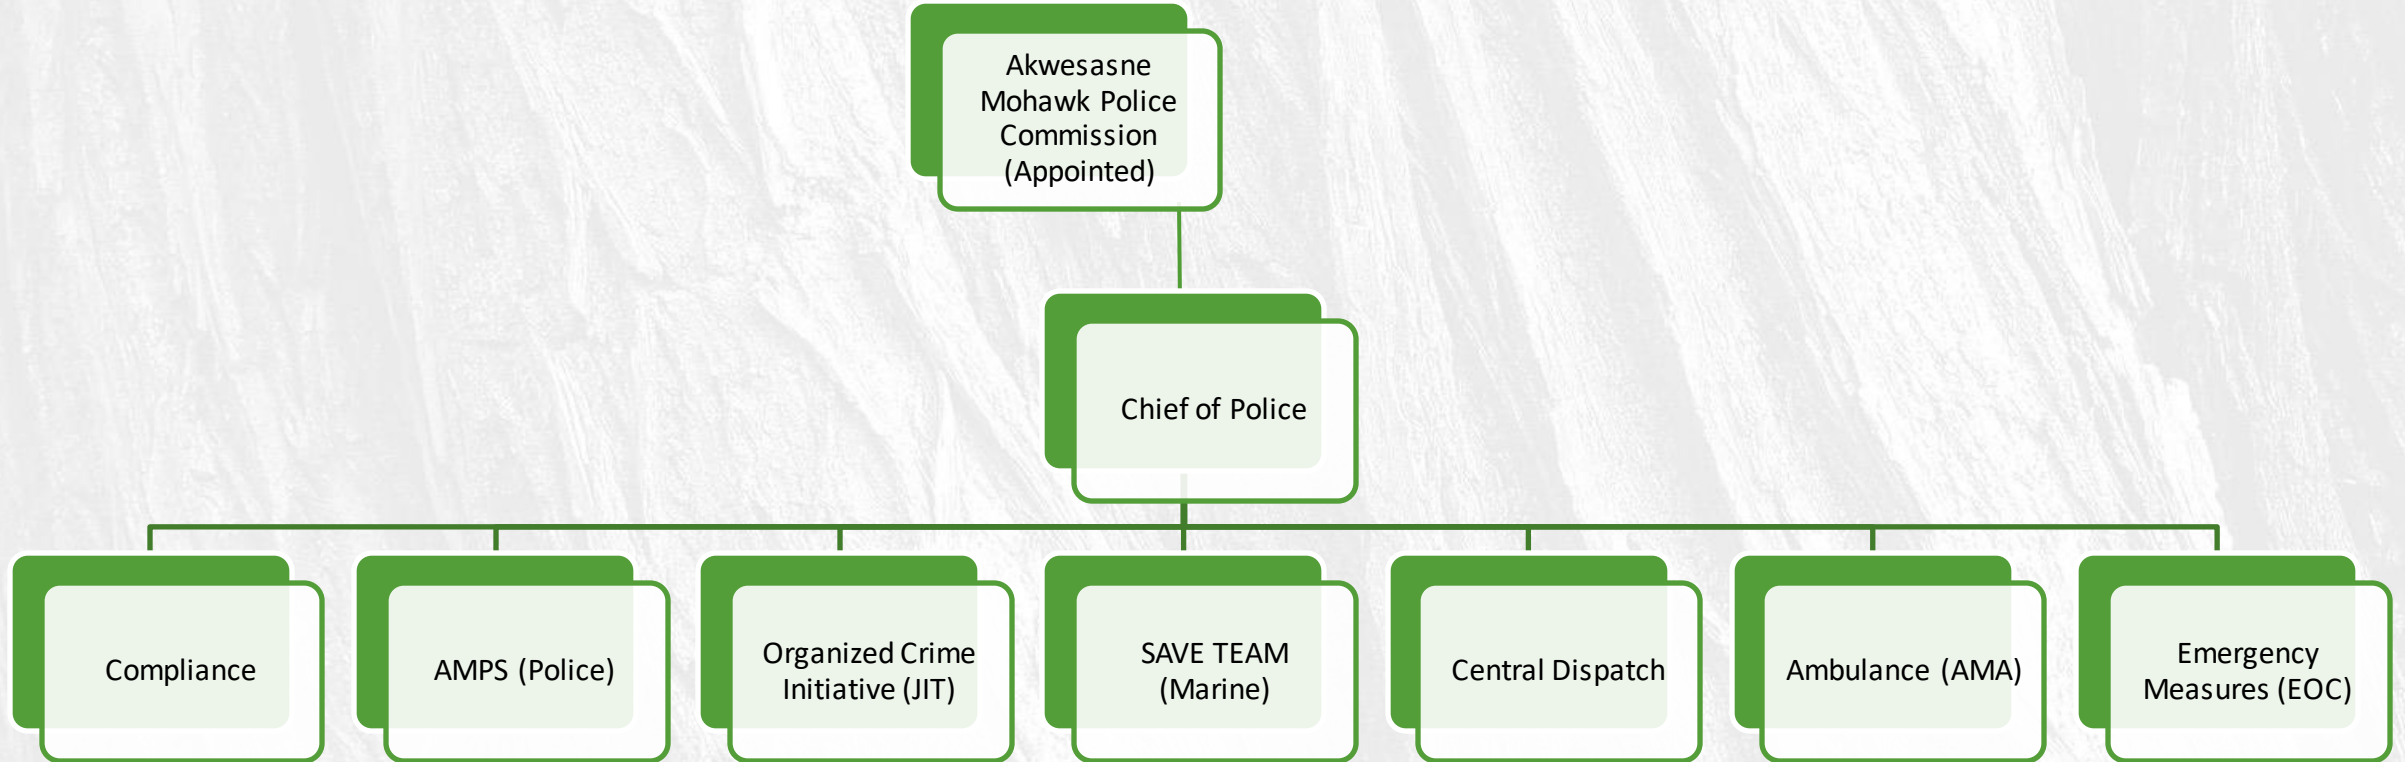 Akwesasne
Mohawk Police
Commission
(Appointed)
Chief of Police
Compliance
AMPS (Police)
Organized Crime
Initiative (JIT)
SAVE TEAM
(Marine)
Central Dispatch
Ambulance (AMA)
Emergency
Measures (EOC)